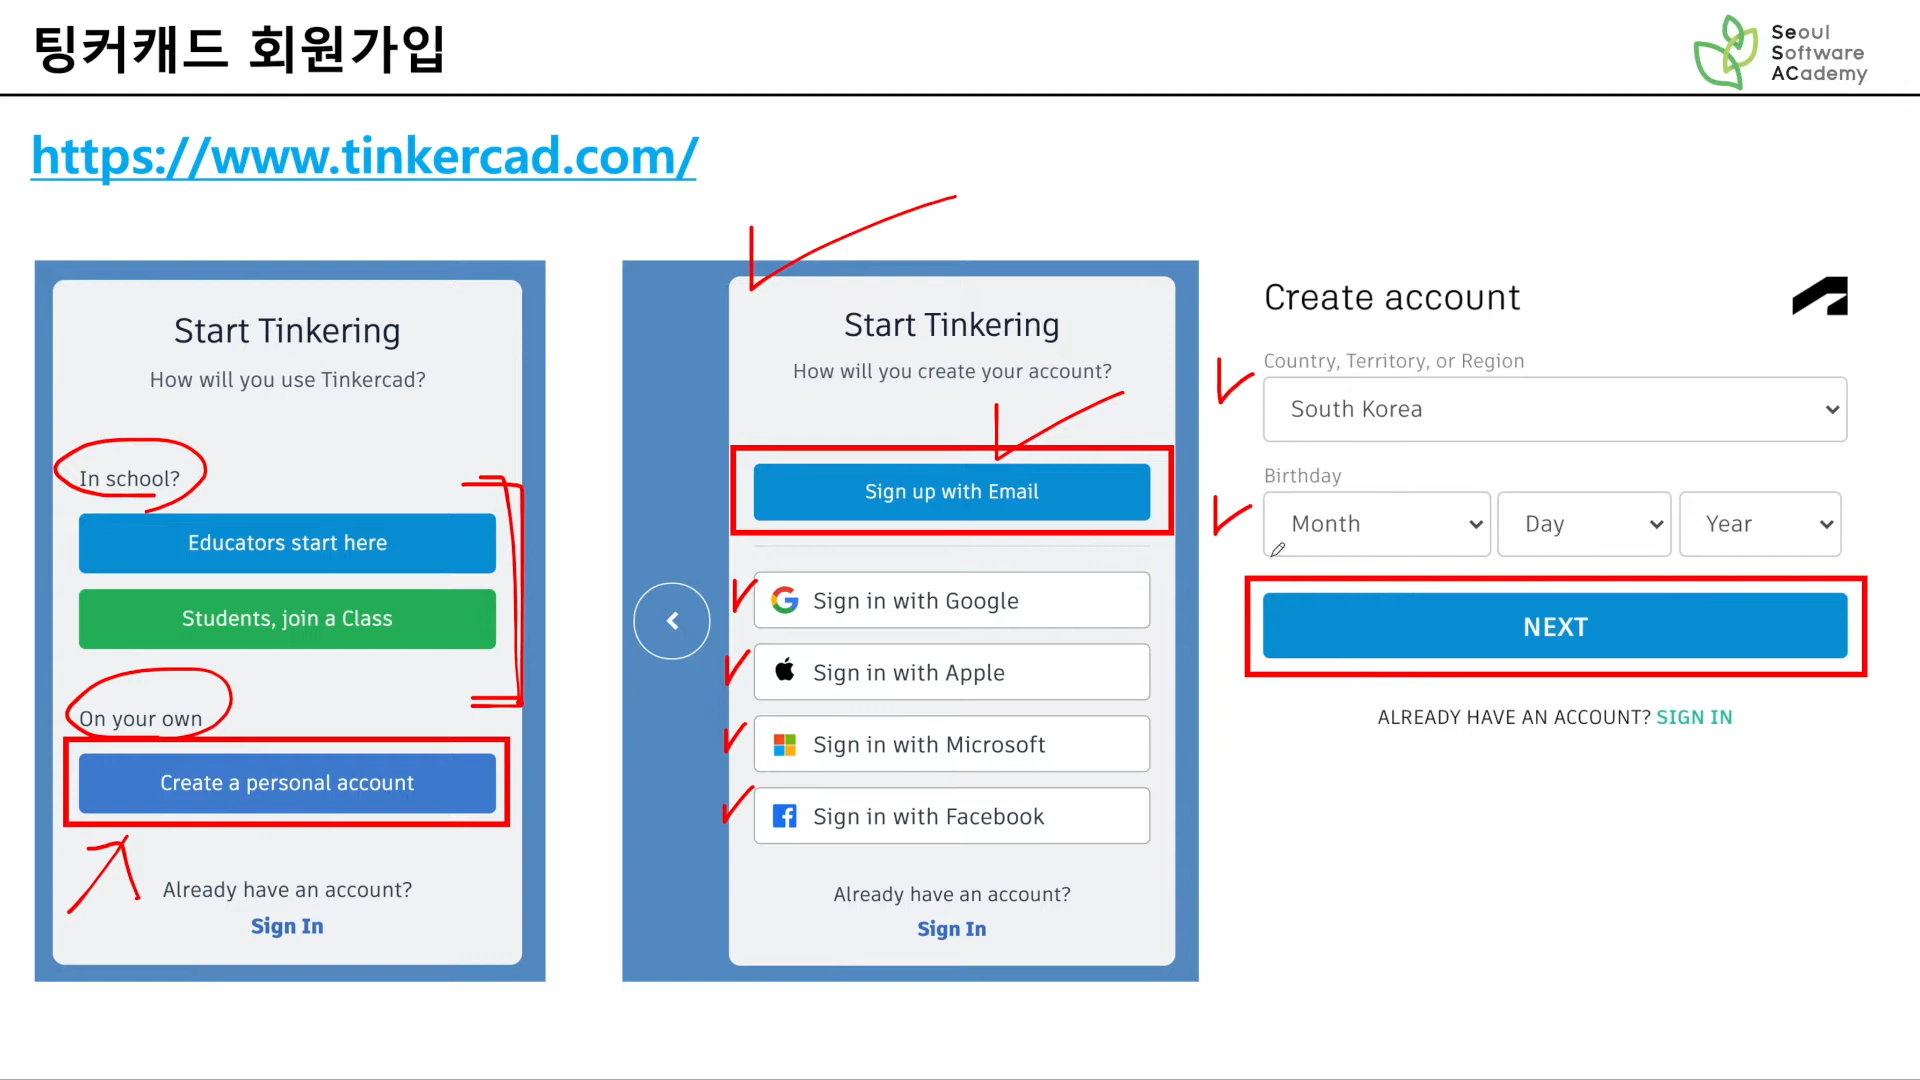 팅커캐드 회원가입
Seoul
Software
ACademy
https://www.tinkercad.com/
Start Tinkering
How will you use Tinkercad?
In school?
Educators start here
Students, join a Class
On your own
Create a personal account
Already have an account?
Sign In
Start Tinkering
How will you create your account?
Sign up with Email
Sign in with Google
Sign in with Apple
Sign in with Microsoft
Sign in with Facebook
Already have an account?
Sign In
Create account
Country, Territory, or Region
South Korea
Birthday
Month Day Year
NEXT
ALREADY HAVE AN ACCOUNT? SIGN IN